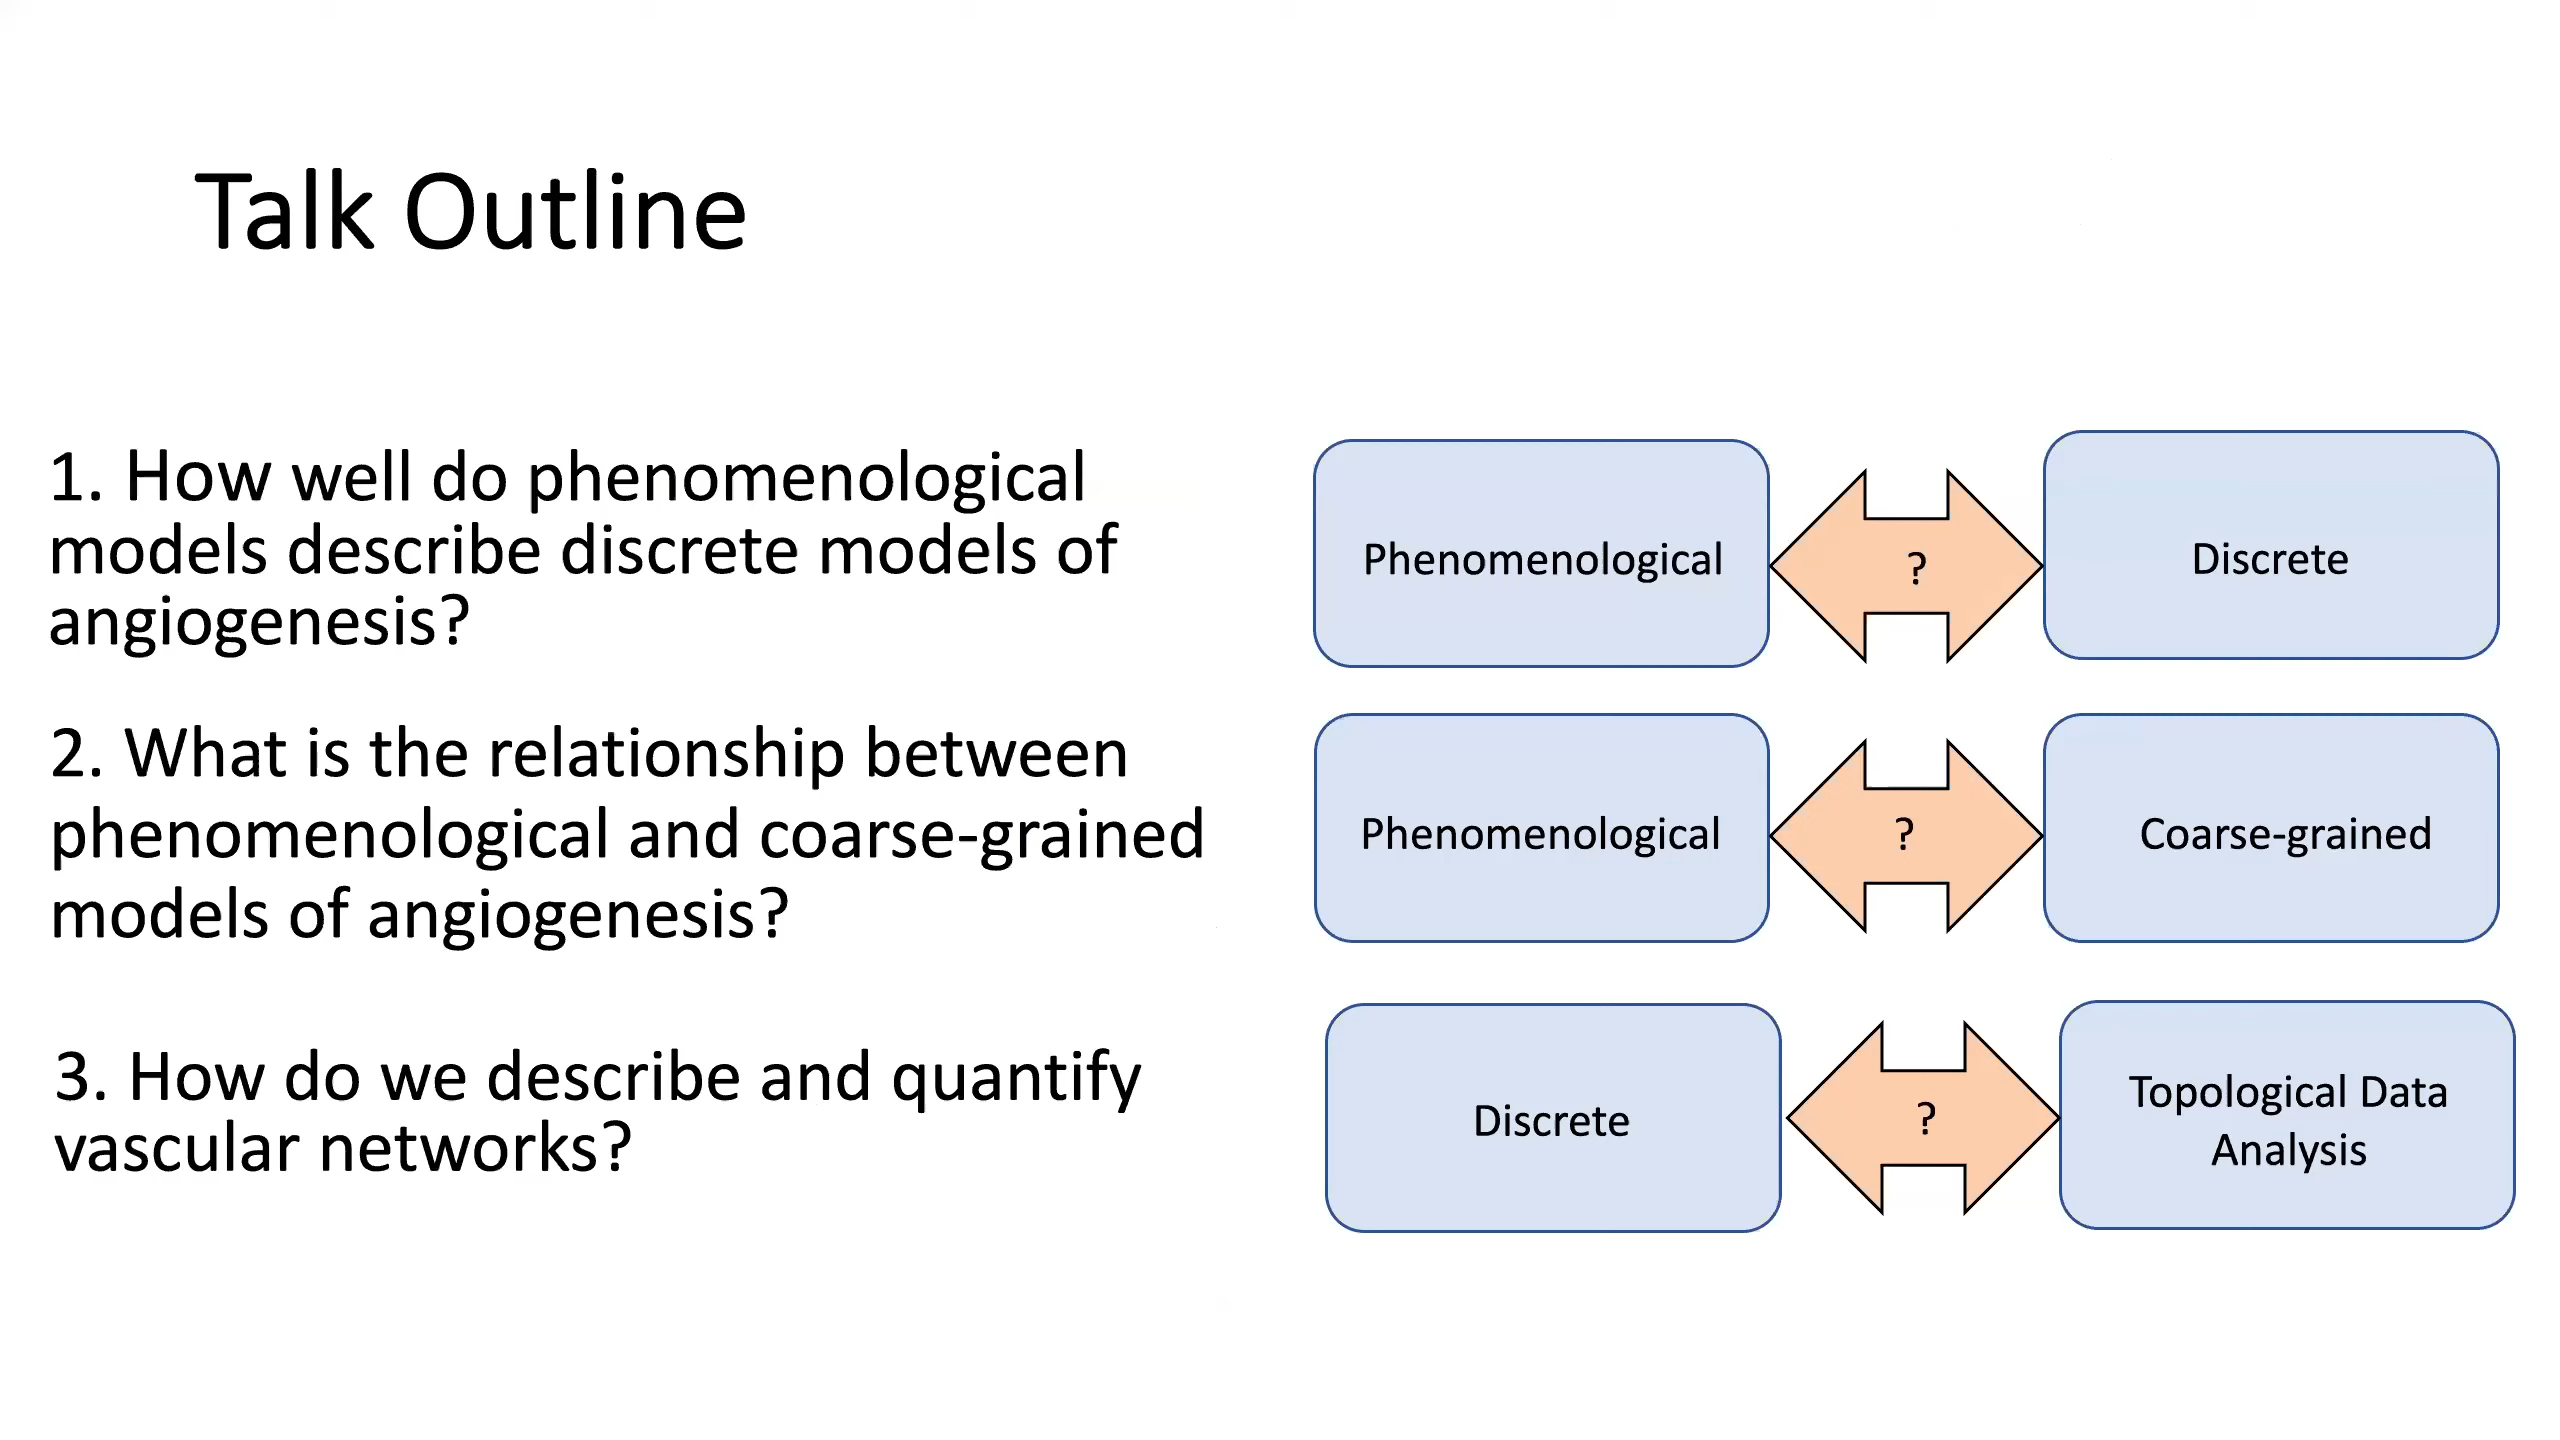 Talk Outline
1. How well do phenomenological
models describe discrete models of
angiogenesis?
Phenomenological
?
Discrete
2. What is the relationship between
phenomenological and coarse-grained
models of angiogenesis?
Phenomenological
?
Coarse-grained
3. How do we describe and quantify
vascular networks?
Discrete
?
Topological Data
Analysis